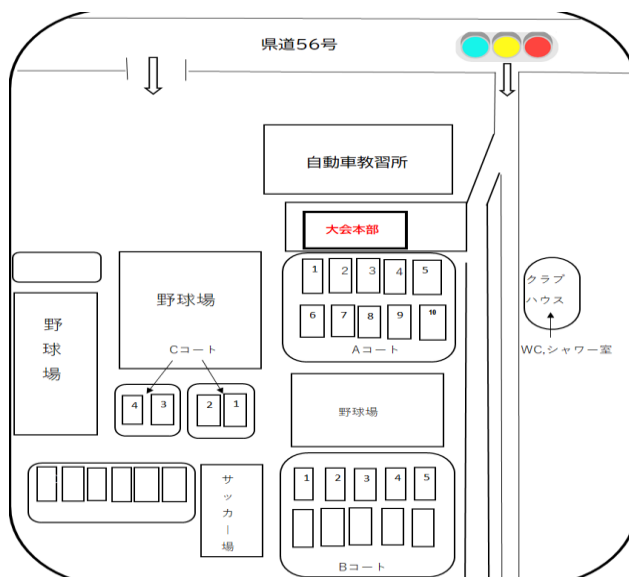 県道56号
自動車教習所
大会本部
1 2 3 4 5
6 7 8 9 10
Aコート
クラブ
ハウス
WC,シャワー室
野球場
野球場
Cコート
4 3 2 1
野球場
サッカー場
1 2 3 4 5
Bコート